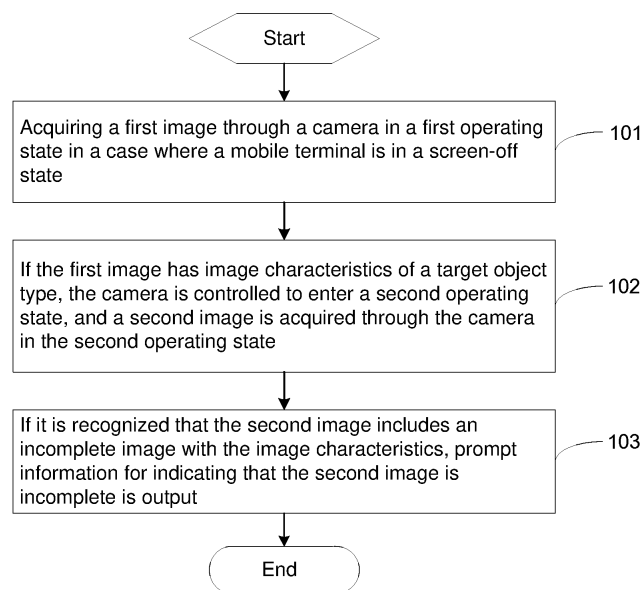 Start
Acquiring a first image through a camera in a first operating
state in a case where a mobile terminal is in a screen-off
state
101
If the first image has image characteristics of a target object
type, the camera is controlled to enter a second operating
state, and a second image is acquired through the camera
in the second operating state
102
If it is recognized that the second image includes an
incomplete image with the image characteristics, prompt
information for indicating that the second image is
incomplete is output
103
End